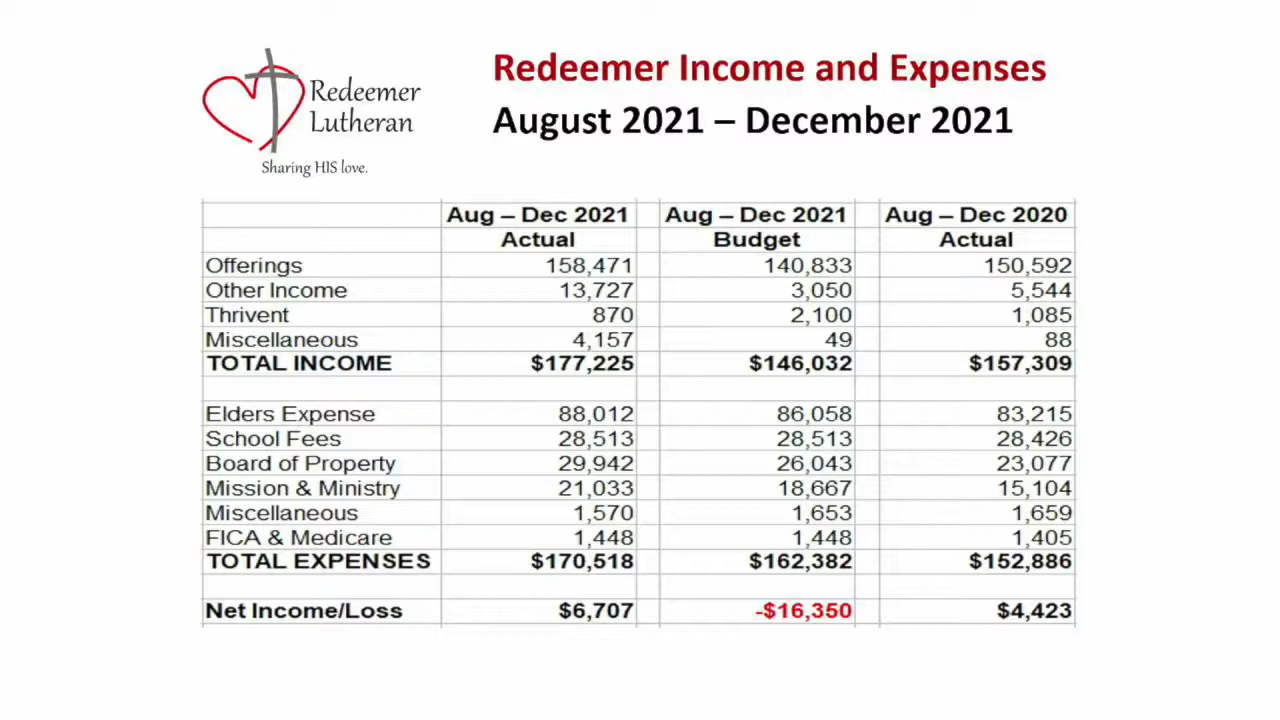 Redeemer
Lutheran
Sharing HIS love.
Redeemer Income and Expenses
August 2021 – December 2021
Aug – Dec 2021 Aug – Dec 2021 Aug – Dec 2020
Actual Budget Actual
Offerings 158,471 140,833 150,592
Other Income 13,727 3,050 5,544
Thrivent 870 2,100 1,085
Miscellaneous 4,157 49 88
TOTAL INCOME $177,225 $146,032 $157,309
Elders Expense 88,012 86,058 83,215
School Fees 28,513 28,513 28,426
Board of Property 29,942 26,043 23,077
Mission & Ministry 21,033 18,667 15,104
Miscellaneous 1,570 1,653 1,659
FICA & Medicare 1,448 1,448 1,405
TOTAL EXPENSES $170,518 $162,382 $152,886
Net Income/Loss $6,707 -$16,350 $4,423